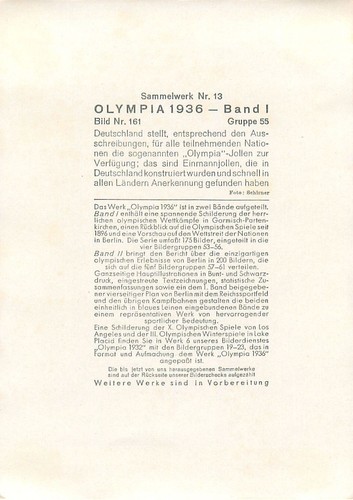 Sammelwerk Nr. 13
OLYMPIA 1936 — Band I
Bild Nr. 161 Gruppe 55
Deutschland stellt, entsprechend den Aus-
schreibungen, für alle teilnehmenden Natio-
nen die sogenannten „Olympia"-Jollen zur
Verfügung; das sind Einmannjollen, die in
Deutschland konstruiert wurden und schnell in
allen Ländern Anerkennung gefunden haben
Foto:
Das Werk „Olympia 1936" ist in zwei Bände aufgeteilt.
Band I enthält eine spannende Schilderung der herr-
lichen olympischen Wettkämpfe in Garmisch-Parten-
kirchen, einen Rückblick auf die Olympischen Spiele seit
1896 und eine Vorschau auf den Wettstreit der Nationen
in Berlin. Die Serie umfaßt 175 Bilder, eingeteilt in die
vier Bildergruppen 53–56.
Band II bringt den Bericht über die einzigartigen
olympischen Erlebnisse von Berlin in 200 Bildern, die
sich auf die fünf Bildergruppen 57–61 verteilen.
Ganzseitige Hauptillustrationen in Bunt- und Schwarz-
druck, eingestreute Textzeichnungen, statistische Zu-
sammenfassungen sowie ein dem 1. Band beigegebe-
ner vierseitiger Plan von Berlin mit dem Reichssportfeld
und den übrigen Kampfbahnen gestalten die beiden
einheitlich in blaues Leinen eingebundenen Bände zu
einem repräsentativen Werk von hervorragender
sportlicher Bedeutung.
Eine Schilderung der X. Olympischen Spiele von Los
Angeles und der III. Olympischen Winterspiele in Lake
Placid finden Sie in Werk 6 unseres Bilderdienstes
„Olympia 1932" mit den Bildergruppen 19–23, das in
Format und Aufmachung dem Werk „Olympia 1936"
angepaßt ist.
Die bis jetzt von uns herausgegebenen Sammelwerke
sind auf der Rückseite unserer Bilderschecks aufgezählt
Weitere Werke sind in Vorbereitung